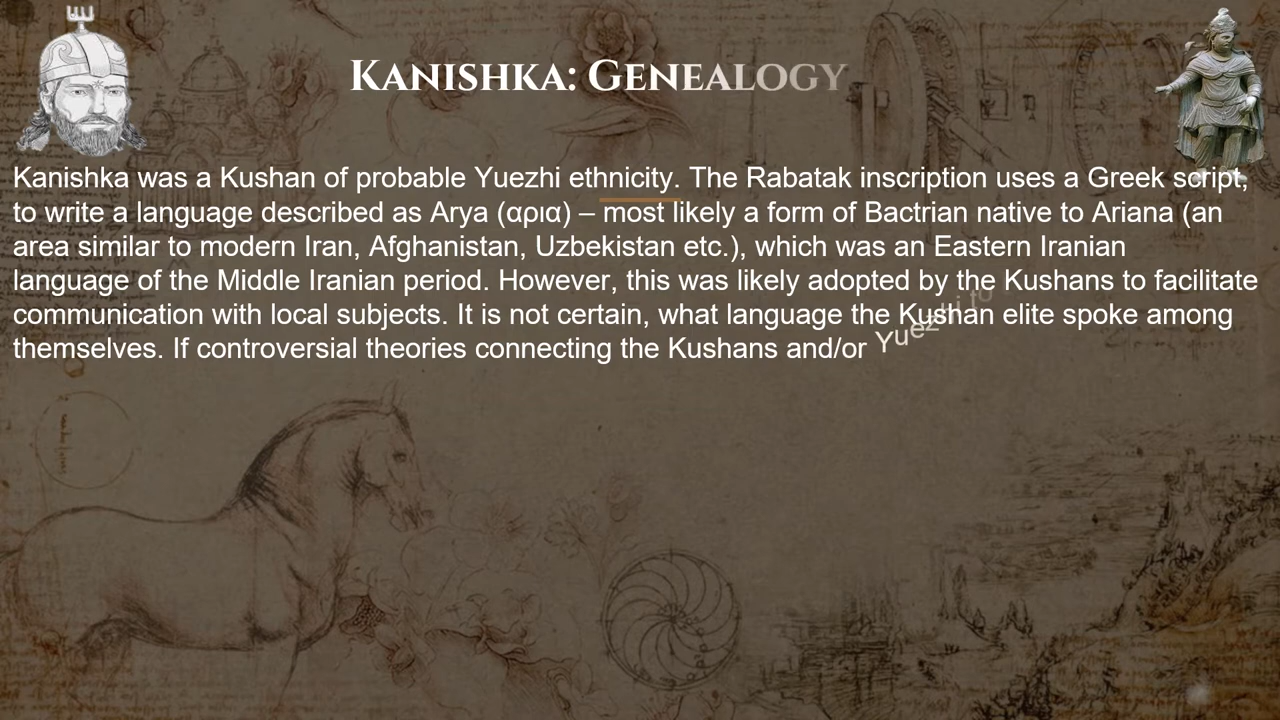 KANISHKA: GENEALOGY
Kanishka was a Kushan of probable Yuezhi ethnicity. The Rabatak inscription uses a Greek script,
to write a language described as Arya (αρια) – most likely a form of Bactrian native to Ariana (an
area similar to modern Iran, Afghanistan, Uzbekistan etc.), which was an Eastern Iranian
language of the Middle Iranian period. However, this was likely adopted by the Kushans to facilitate
communication with local subjects. It is not certain, what language the Kushan elite spoke among
themselves. If controversial theories connecting the Kushans and/or Yuezhi to